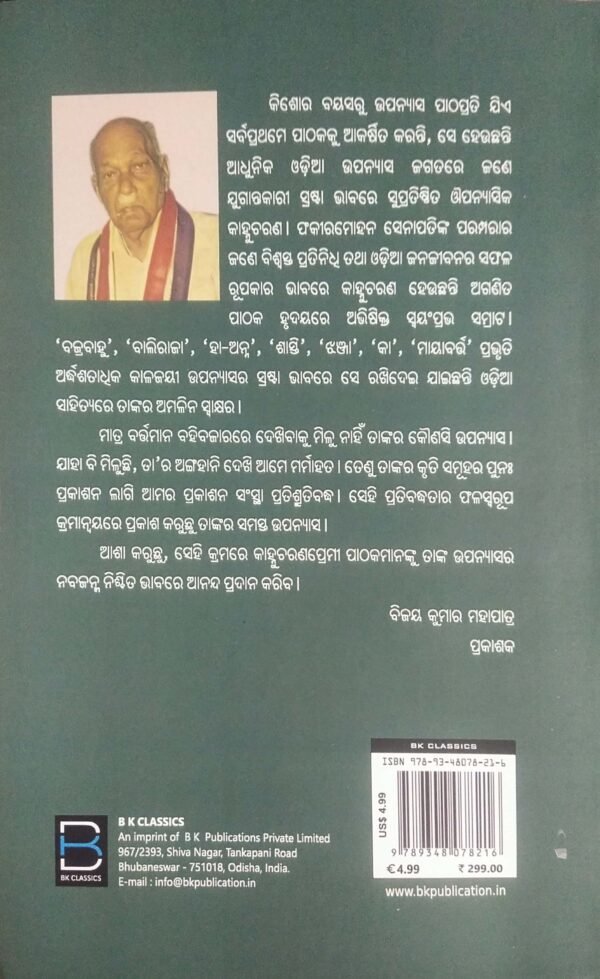 କିଶୋର ବୟସରୁ ଉପନ୍ୟାସ ପାଠପ୍ରତି ଯିଏ
ସର୍ବପ୍ରଥମେ ପାଠକକୁ ଆକର୍ଷିତ କରନ୍ତି, ସେ ହେଉଛନ୍ତି
ଆଧୁନିକ ଓଡ଼ିଆ ଉପନ୍ୟାସ ଜଗତରେ ଜଣେ
ଯୁଗାନ୍ତକାରୀ ସ୍ରଷ୍ଟା ଭାବରେ ସୁପ୍ରତିଷ୍ଠିତ ଔପନ୍ୟାସିକ
କାହ୍ନୁଚରଣ। ଫକୀରମୋହନ ସେନାପତିଙ୍କ ପରମ୍ପରାର
ଜଣେ ବିଶ୍ୱସ୍ତ ପ୍ରତିନିଧି ତଥା ଓଡ଼ିଆ ଜନଜୀବନର ସଫଳ
ରୂପକାର ଭାବରେ କାହ୍ନୁଚରଣ ହେଉଛନ୍ତି ଅଗଣିତ
ପାଠକ ହୃଦୟରେ ଅଭିଷିକ୍ତ ସ୍ୱୟଂପ୍ରଭ ସମ୍ରାଟ।
‘ବଜ୍ରବାହୁ’, ‘ବାଲିରାଜା’, ‘ହା-ଅନ୍ନ’, ‘ଶାସ୍ତି’, ‘ଝଞ୍ଜା’, ‘କା’, ‘ମାୟାବର୍ତ୍ତ’ ପ୍ରଭୃତି
ଅର୍ଦ୍ଧଶତାଧିକ କାଳଜୟୀ ଉପନ୍ୟାସର ସ୍ରଷ୍ଟା ଭାବରେ ସେ ରଖିଦେଇ ଯାଇଛନ୍ତି ଓଡ଼ିଆ
ସାହିତ୍ୟରେ ତାଙ୍କର ଅମଳିନ ସ୍ୱାକ୍ଷର।
ମାତ୍ର ବର୍ତ୍ତମାନ ବହିବଜାରରେ ଦେଖିବାକୁ ମିଳୁ ନାହିଁ ତାଙ୍କର କୌଣସି ଉପନ୍ୟାସ।
ଯାହା ବି ମିଳୁଛି, ତା’ର ଅଙ୍ଗହାନି ଦେଖି ଆମେ ମର୍ମାହତ। ତେଣୁ ତାଙ୍କର କୃତି ସମୂହର ପୁନଃ
ପ୍ରକାଶନ ଲାଗି ଆମର ପ୍ରକାଶନ ସଂସ୍ଥା ପ୍ରତିଶ୍ରୁତିବଦ୍ଧ। ସେହି ପ୍ରତିବଦ୍ଧତାର ଫଳସ୍ୱରୂପ
କ୍ରମାନ୍ୱୟରେ ପ୍ରକାଶ କରୁଛୁ ତାଙ୍କର ସମସ୍ତ ଉପନ୍ୟାସ।
ଆଶା କରୁଛୁ, ସେହି କ୍ରମରେ କାହ୍ନୁଚରଣପ୍ରେମୀ ପାଠକମାନଙ୍କୁ ତାଙ୍କ ଉପନ୍ୟାସର
ନବଜନ୍ମ ନିଶ୍ଚିତ ଭାବରେ ଆନନ୍ଦ ପ୍ରଦାନ କରିବ।
ବିଜୟ କୁମାର ମହାପାତ୍ର
ପ୍ରକାଶକ
BK CLASSICS
ISBN 978-93-48078-21-6
US$ 4.99
9 789348 078216
€ 4.99 ₹ 299.00
www.bkpublication.in
BK CLASSICS
B K CLASSICS
An imprint of B K Publications Private Limited
967/2393, Shiva Nagar, Tankapani Road
Bhubaneswar - 751018, Odisha, India.
E-mail : info@bkpublication.in